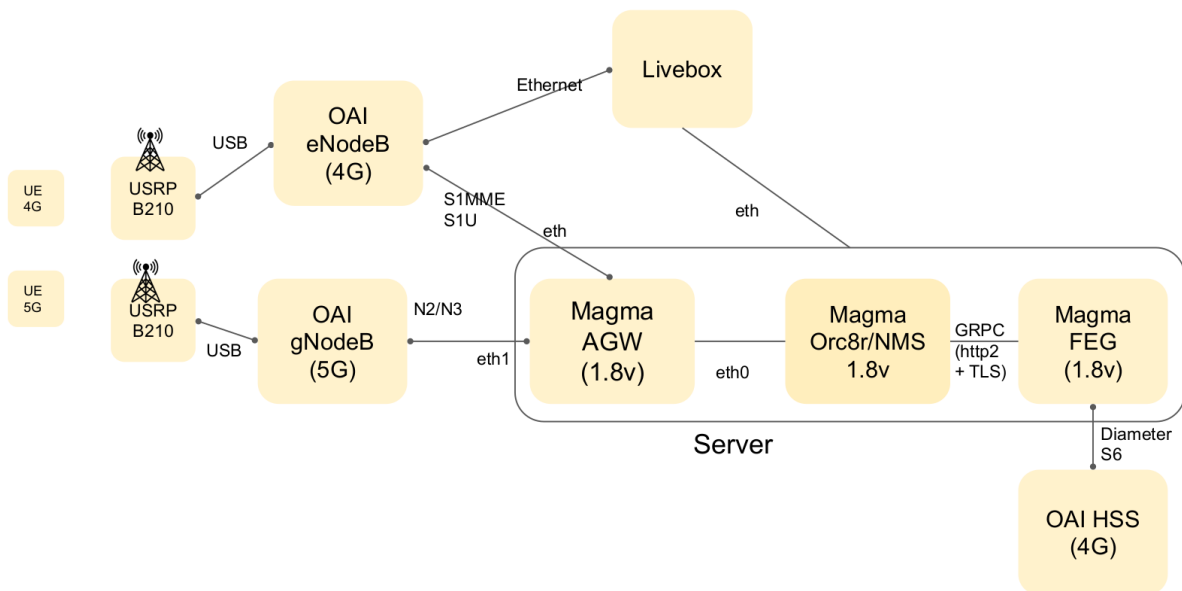 Livebox
Ethernet
OAI
eNodeB
(4G)
USB
USRP
B210
UE
4G
S1MME
S1U
eth
eth
UE
5G
USRP
B210
USB
OAI
gNodeB
(5G)
N2/N3
eth1
Magma
AGW
(1.8v)
eth0
Magma
Orc8r/NMS
1.8v
GRPC
(http2
+ TLS)
Magma
FEG
(1.8v)
Server
Diameter
S6
OAI HSS
(4G)